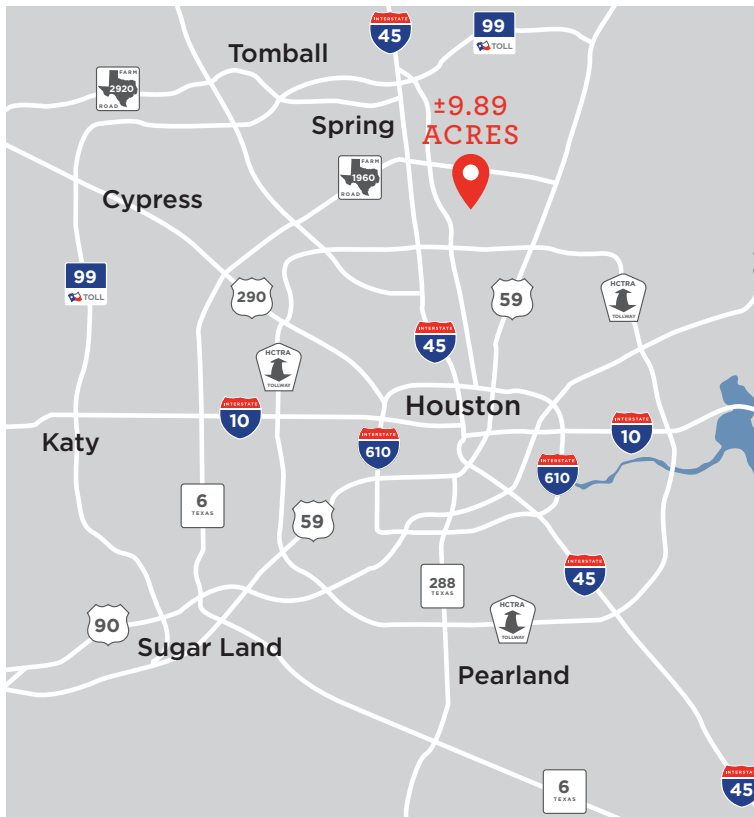 INTERSTATE
45
99
TOLL
Tomball
FARM
2920
ROAD
±9.89
ACRES
Spring
FARM
1960
ROAD
Cypress
99
TOLL
290
59
HCTRA
TOLLWAY
INTERSTATE
45
HCTRA
TOLLWAY
Houston
INTERSTATE
10
INTERSTATE
10
Katy
INTERSTATE
610
INTERSTATE
610
6
TEXAS
59
INTERSTATE
45
288
TEXAS
HCTRA
TOLLWAY
90
Sugar Land
Pearland
INTERSTATE
45
6
TEXAS